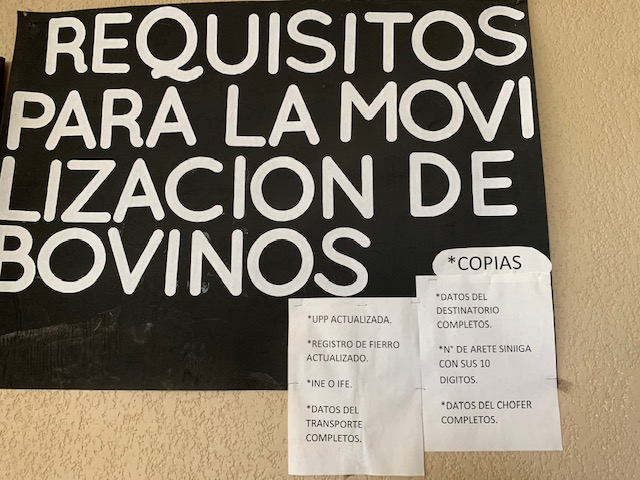 REQUISITOS
PARA LA MOVI
LIZACION DE
BOVINOS
*COPIAS
*UPP ACTUALIZADA.
*REGISTRO DE FIERRO
ACTUALIZADO.
*INE O IFE.
*DATOS DEL
TRANSPORTE
COMPLETOS.
*DATOS DEL
DESTINATORIO
COMPLETOS.
*N° DE ARETE SINIIGA
CON SUS 10
DIGITOS.
*DATOS DEL CHOFER
COMPLETOS.